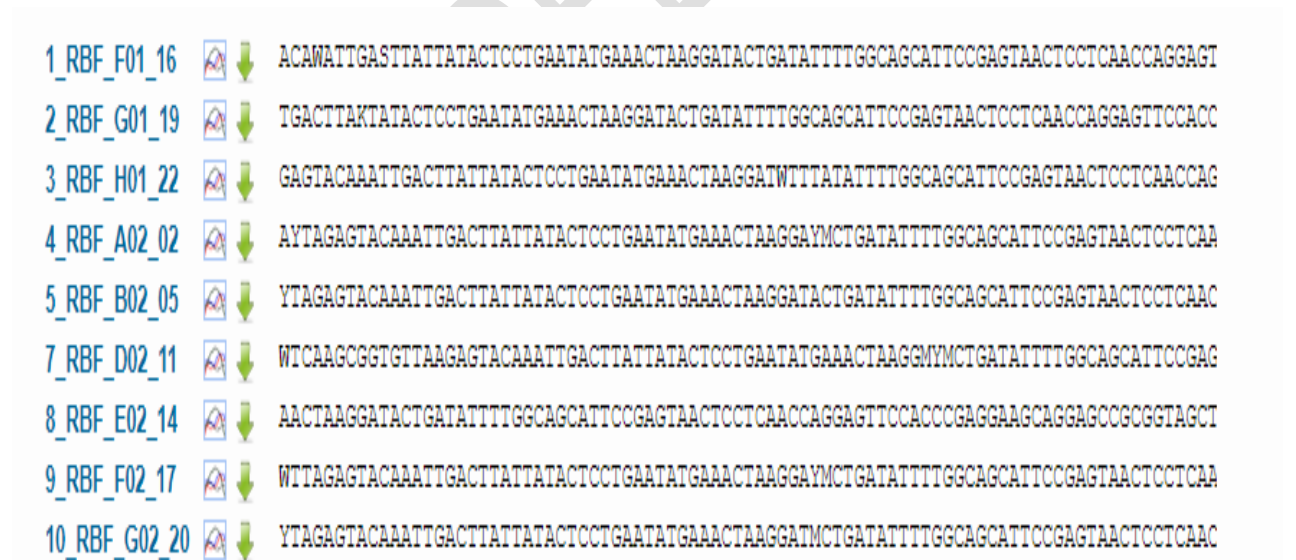 1_RBF_F01_16 ACAWATTGASTTATTATACTCCTGAATATGAAACTAAGGATACTGATATTTTGGCAGCATTCCGAGTAACTCCTCAACCAGGAGT
2_RBF_G01_19 TGACTTAKTATACTCCTGAATATGAAACTAAGGATACTGATATTTTGGCAGCATTCCGAGTAACTCCTCAACCAGGAGTTCCACC
3_RBF_H01_22 GAGTACAAATTGACTTATTATACTCCTGAATATGAAACTAAGGATWTTTATATTTTGGCAGCATTCCGAGTAACTCCTCAACCAG
4_RBF_A02_02 AYTAGAGTACAAATTGACTTATTATACTCCTGAATATGAAACTAAGGAYMCTGATATTTTGGCAGCATTCCGAGTAACTCCTCAA
5_RBF_B02_05 YTAGAGTACAAATTGACTTATTATACTCCTGAATATGAAACTAAGGATACTGATATTTTGGCAGCATTCCGAGTAACTCCTCAAC
7_RBF_D02_11 WTCAAGCGGTGTTAAGAGTACAAATTGACTTATTATACTCCTGAATATGAAACTAAGGMYMCTGATATTTTGGCAGCATTCCGAG
8_RBF_E02_14 AACTAAGGATACTGATATTTTGGCAGCATTCCGAGTAACTCCTCAACCAGGAGTTCCACCCGAGGAAGCAGGAGCCGCGGTAGCT
9_RBF_F02_17 WTTAGAGTACAAATTGACTTATTATACTCCTGAATATGAAACTAAGGAYMCTGATATTTTGGCAGCATTCCGAGTAACTCCTCAA
10_RBF_G02_20 YTAGAGTACAAATTGACTTATTATACTCCTGAATATGAAACTAAGGATMCTGATATTTTGGCAGCATTCCGAGTAACTCCTCAAC